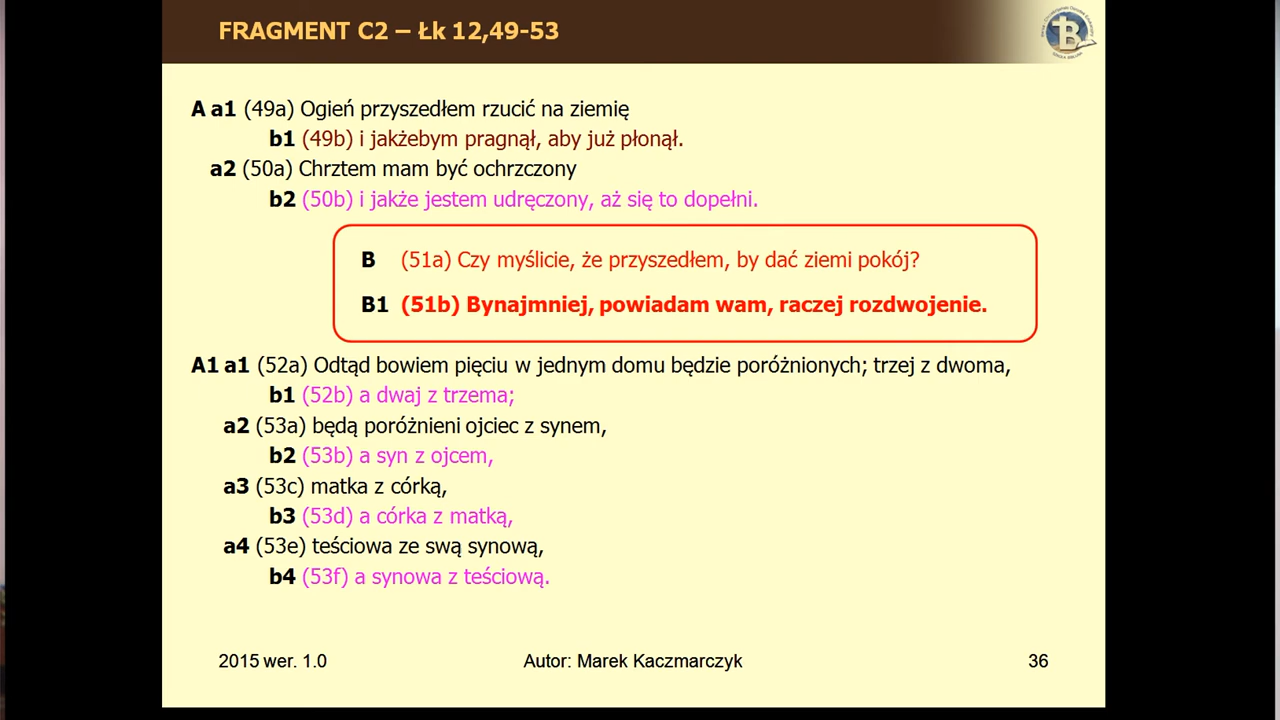 FRAGMENT C2 – Łk 12,49-53
A a1 (49a) Ogień przyszedłem rzucić na ziemię
b1 (49b) i jakżebym pragnął, aby już płonął.
a2 (50a) Chrztem mam być ochrzczony
b2 (50b) i jakże jestem udręczony, aż się to dopełni.
B (51a) Czy myślicie, że przyszedłem, by dać ziemi pokój?
B1 (51b) Bynajmniej, powiadam wam, raczej rozdwojenie.
A1 a1 (52a) Odtąd bowiem pięciu w jednym domu będzie poróżnionych; trzej z dwoma,
b1 (52b) a dwaj z trzema;
a2 (53a) będą poróżnieni ojciec z synem,
b2 (53b) a syn z ojcem,
a3 (53c) matka z córką,
b3 (53d) a córka z matką,
a4 (53e) teściowa ze swą synową,
b4 (53f) a synowa z teściową.
2015 wer. 1.0
Autor: Marek Kaczmarczyk
36